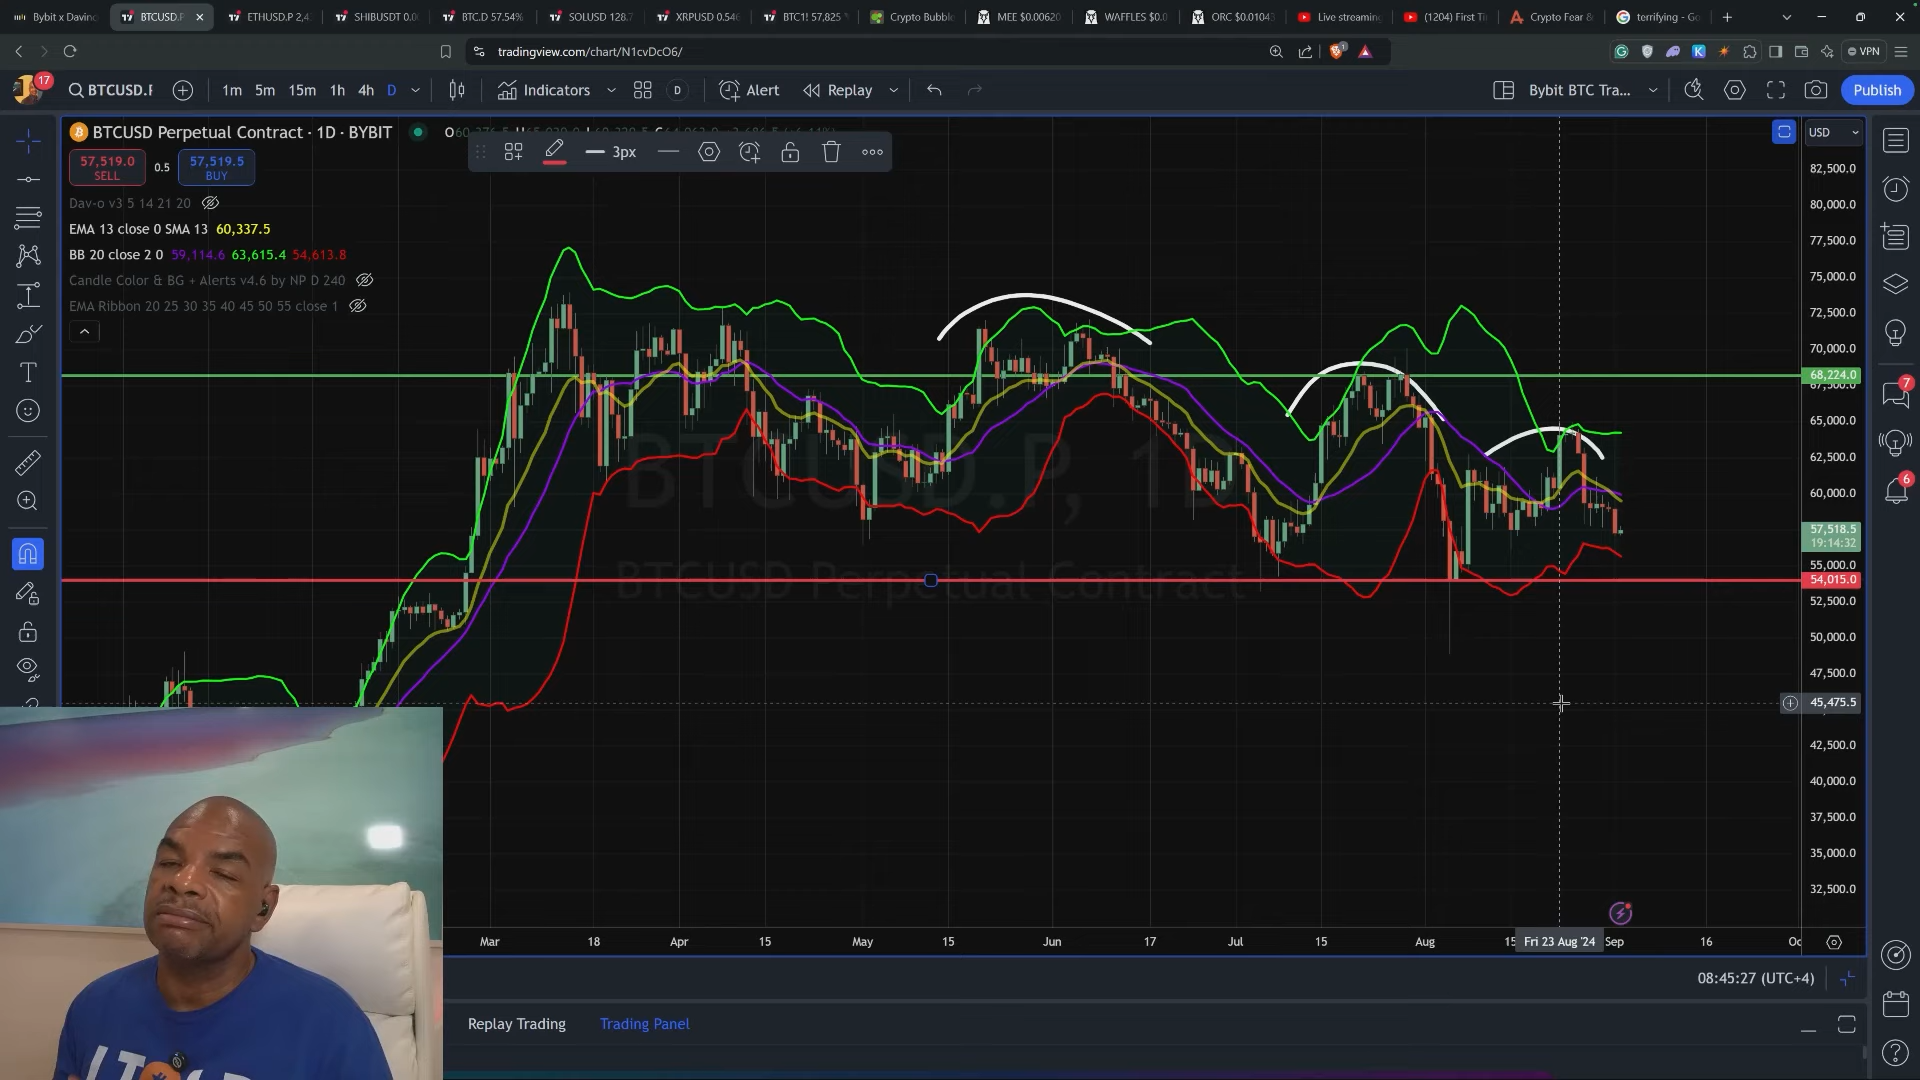 Bybit x Davinc
BTCUSD.P
ETHUSD.P 2,4
SHIBUSDT 0.0
BTC.D 57.54%
SOLUSD 128.7
XRPUSD 0.546
BTC1! 57,825
Crypto Bubble
MEE $0.00620
WAFFLES $0.0
ORC $0.01043
Live streaming
(1204) First Ti
Crypto Fear &
terrifying - Go
tradingview.com/chart/N1cvDcO6/
VPN
17
BTCUSD.P
1m 5m 15m 1h 4h D
Indicators
D
Alert
Replay
Bybit BTC Tra...
Publish
BTCUSD Perpetual Contract · 1D · BYBIT
3px
USD
57,519.0
SELL
0.5
57,519.5
BUY
Dav-o v3 5 14 21 20
EMA 13 close 0 SMA 13 60,337.5
BB 20 close 2 0 59,114.6 63,615.4 54,613.8
Candle Color & BG + Alerts v4.6 by NP D 240
EMA Ribbon 20 25 30 35 40 45 50 55 close 1
BTCUSD.P, 1D
BTCUSD Perpetual Contract
82,500.0
80,000.0
77,500.0
75,000.0
72,500.0
70,000.0
68,224.0
67,500.0
65,000.0
62,500.0
60,000.0
57,518.5
19:14:32
55,000.0
54,015.0
52,500.0
50,000.0
47,500.0
45,475.5
42,500.0
40,000.0
37,500.0
35,000.0
32,500.0
7
6
Mar 18 Apr 15 May 15 Jun 17 Jul 15 Aug 15 Fri 23 Aug '24 Sep 16 Oc
08:45:27 (UTC+4)
Replay Trading
Trading Panel